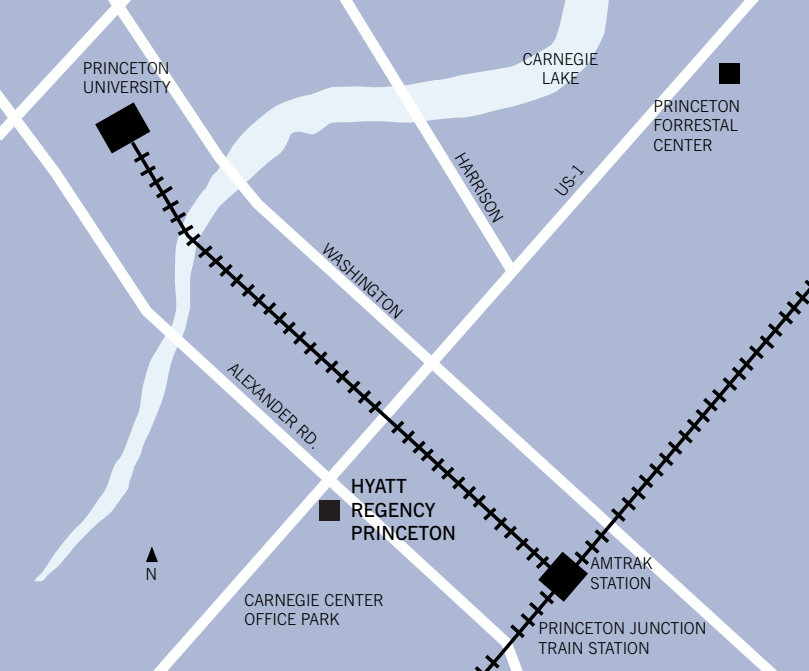 PRINCETON
UNIVERSITY
CARNEGIE
LAKE
PRINCETON
FORRESTAL
CENTER
HARRISON
US-1
WASHINGTON
ALEXANDER RD.
HYATT
REGENCY
PRINCETON
N
AMTRAK
STATION
CARNEGIE CENTER
OFFICE PARK
PRINCETON JUNCTION
TRAIN STATION